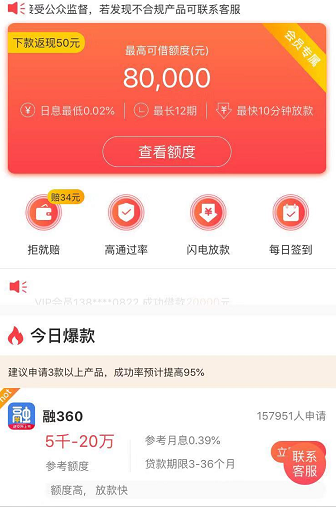 接受公众监督，若发现不合规产品可联系客服
下款返现50元
会员专属
最高可借额度(元)
80,000
日息最低0.02%
最长12期
最快10分钟放款
查看额度
赔34元
拒就赔
高通过率
闪电放款
每日签到
VIP会员138****0822 成功借款20000元
今日爆款
建议申请3款以上产品，成功率预计提高95%
hot
融
融360
157951人申请
5千-20万
参考月息0.39%
参考额度
贷款期限3-36个月
立
联系
客服
额度高，放款快